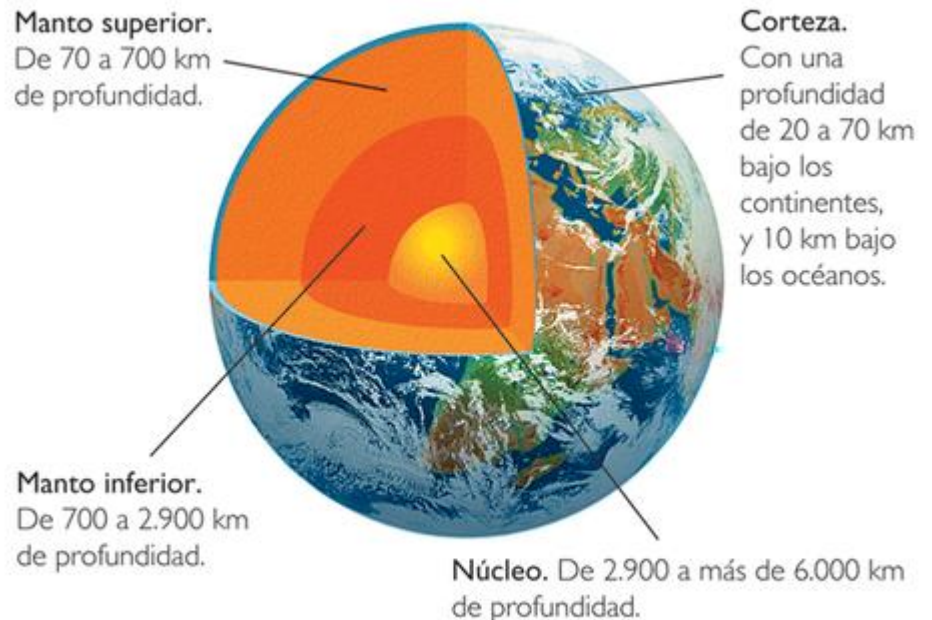 Manto superior.
De 70 a 700 km
de profundidad.
Corteza.
Con una
profundidad
de 20 a 70 km
bajo los
continentes,
y 10 km bajo
los océanos.
Manto inferior.
De 700 a 2.900 km
de profundidad.
Núcleo. De 2.900 a más de 6.000 km
de profundidad.